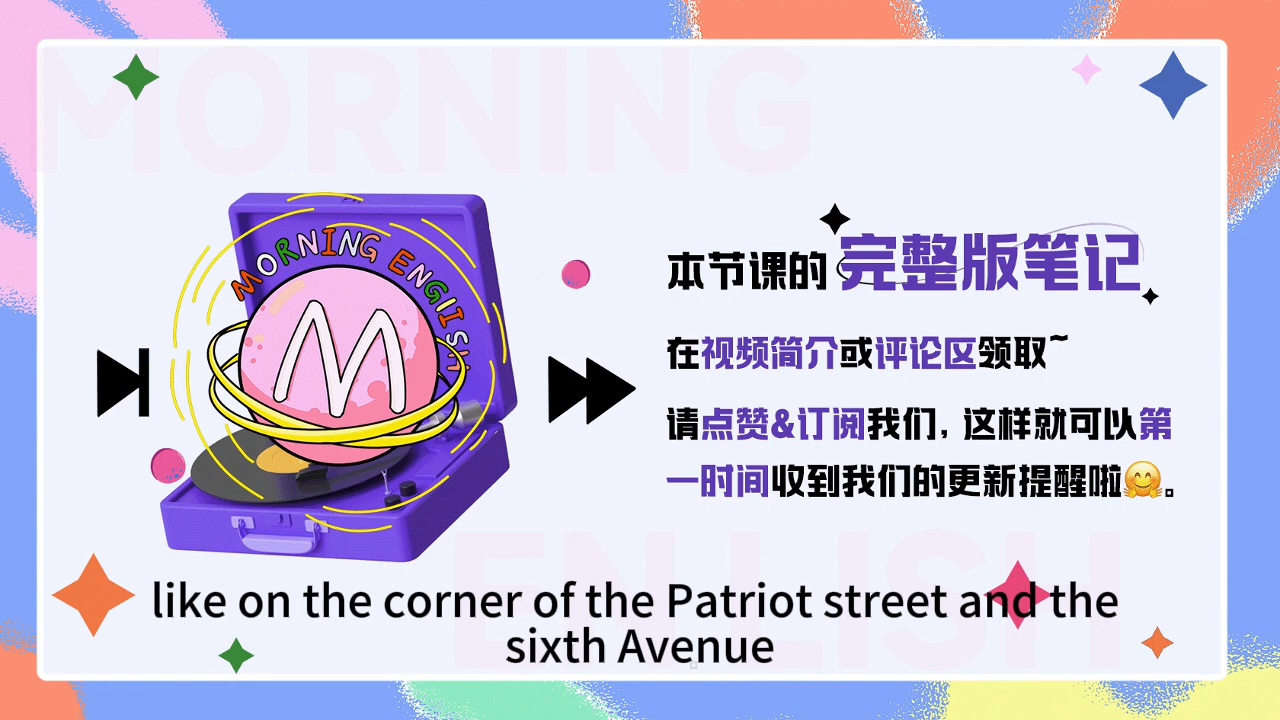 MORNING
MORNING ENGLISH
M
本节课的 完整版笔记
在视频简介或评论区领取~
请点赞&订阅我们, 这样就可以第
一时间收到我们的更新提醒啦🤗。
ENGLISH
like on the corner of the Patriot street and the
sixth Avenue